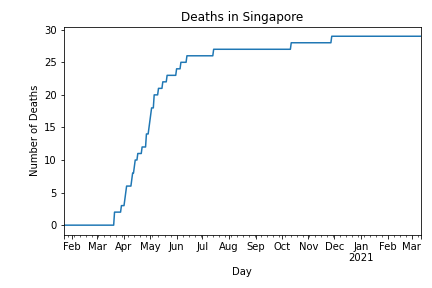 Deaths in Singapore
30
25
20
15
10
5
0
Number of Deaths
Feb Mar Apr May Jun Jul Aug Sep Oct Nov Dec Jan Feb Mar
2021
Day